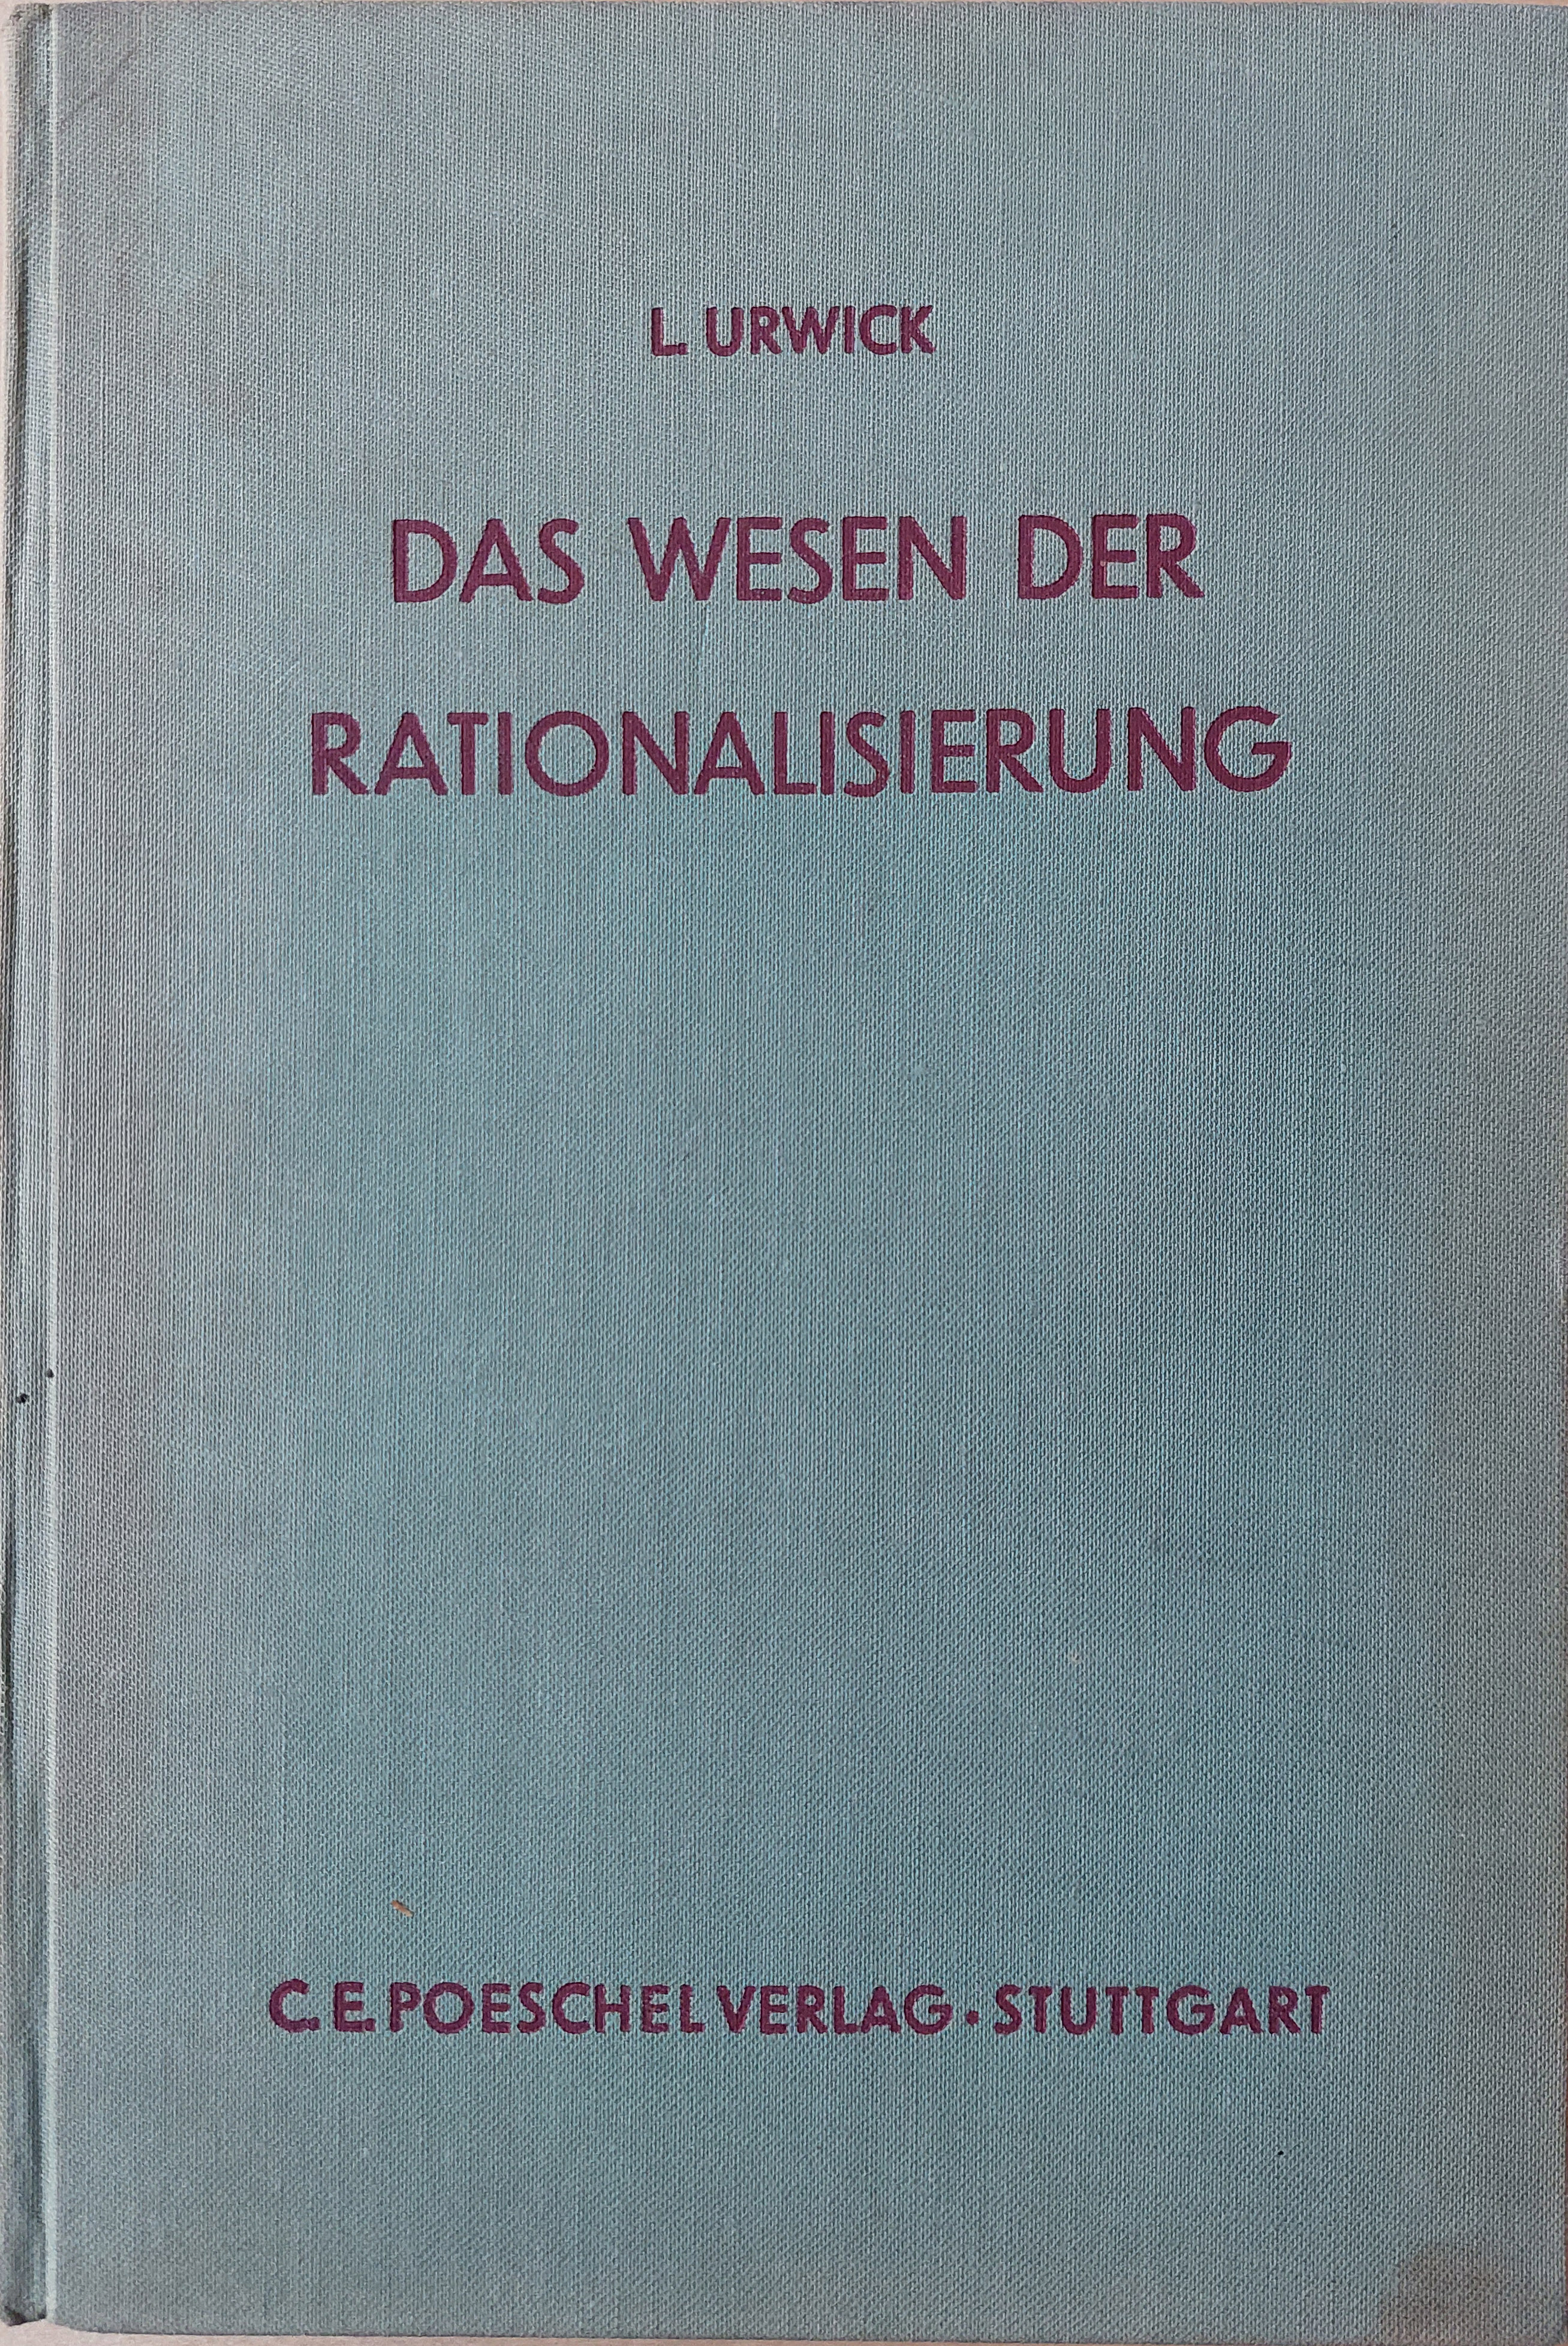 L. URWICK
DAS WESEN DER
RATIONALISIERUNG
C. E. POESCHEL VERLAG · STUTTGART